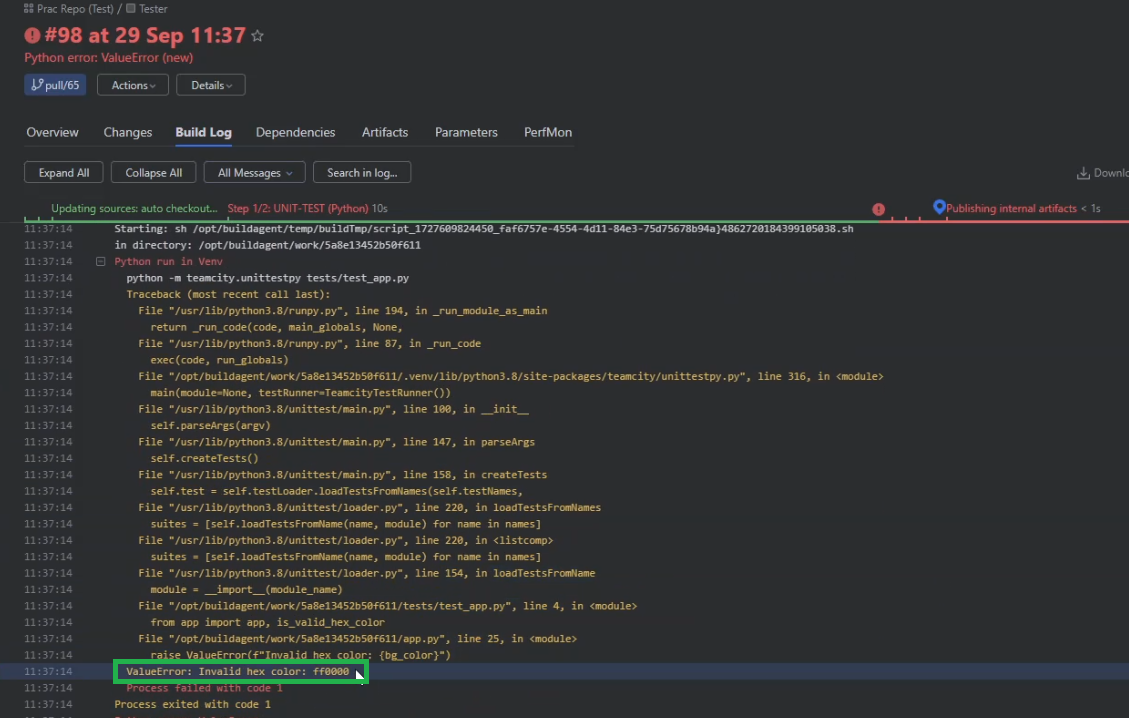 Prac Repo (Test) / Tester
#98 at 29 Sep 11:37
Python error: ValueError (new)
pull/65 Actions Details
Overview Changes Build Log Dependencies Artifacts Parameters PerfMon
Expand All Collapse All All Messages Search in log... Downlo
Updating sources: auto checkout... Step 1/2: UNIT-TEST (Python) 10s Publishing internal artifacts < 1s
11:37:14 Starting: sh /opt/buildagent/temp/buildTmp/script_1727609824450_faf6757e-4554-4d11-84e3-75d75678b94a}4862720184399105038.sh
11:37:14 in directory: /opt/buildagent/work/5a8e13452b50f611
11:37:14 Python run in Venv
11:37:14 python -m teamcity.unittestpy tests/test_app.py
11:37:14 Traceback (most recent call last):
11:37:14 File "/usr/lib/python3.8/runpy.py", line 194, in _run_module_as_main
11:37:14 return _run_code(code, main_globals, None,
11:37:14 File "/usr/lib/python3.8/runpy.py", line 87, in _run_code
11:37:14 exec(code, run_globals)
11:37:14 File "/opt/buildagent/work/5a8e13452b50f611/.venv/lib/python3.8/site-packages/teamcity/unittestpy.py", line 316, in <module>
11:37:14 main(module=None, testRunner=TeamcityTestRunner())
11:37:14 File "/usr/lib/python3.8/unittest/main.py", line 100, in __init__
11:37:14 self.parseArgs(argv)
11:37:14 File "/usr/lib/python3.8/unittest/main.py", line 147, in parseArgs
11:37:14 self.createTests()
11:37:14 File "/usr/lib/python3.8/unittest/main.py", line 158, in createTests
11:37:14 self.test = self.testLoader.loadTestsFromNames(self.testNames,
11:37:14 File "/usr/lib/python3.8/unittest/loader.py", line 220, in loadTestsFromNames
11:37:14 suites = [self.loadTestsFromName(name, module) for name in names]
11:37:14 File "/usr/lib/python3.8/unittest/loader.py", line 220, in <listcomp>
11:37:14 suites = [self.loadTestsFromName(name, module) for name in names]
11:37:14 File "/usr/lib/python3.8/unittest/loader.py", line 154, in loadTestsFromName
11:37:14 module = __import__(module_name)
11:37:14 File "/opt/buildagent/work/5a8e13452b50f611/tests/test_app.py", line 4, in <module>
11:37:14 from app import app, is_valid_hex_color
11:37:14 File "/opt/buildagent/work/5a8e13452b50f611/app.py", line 25, in <module>
11:37:14 raise ValueError(f"Invalid hex color: {bg_color}")
11:37:14 ValueError: Invalid hex color: ff0000
11:37:14 Process failed with code 1
11:37:14 Process exited with code 1